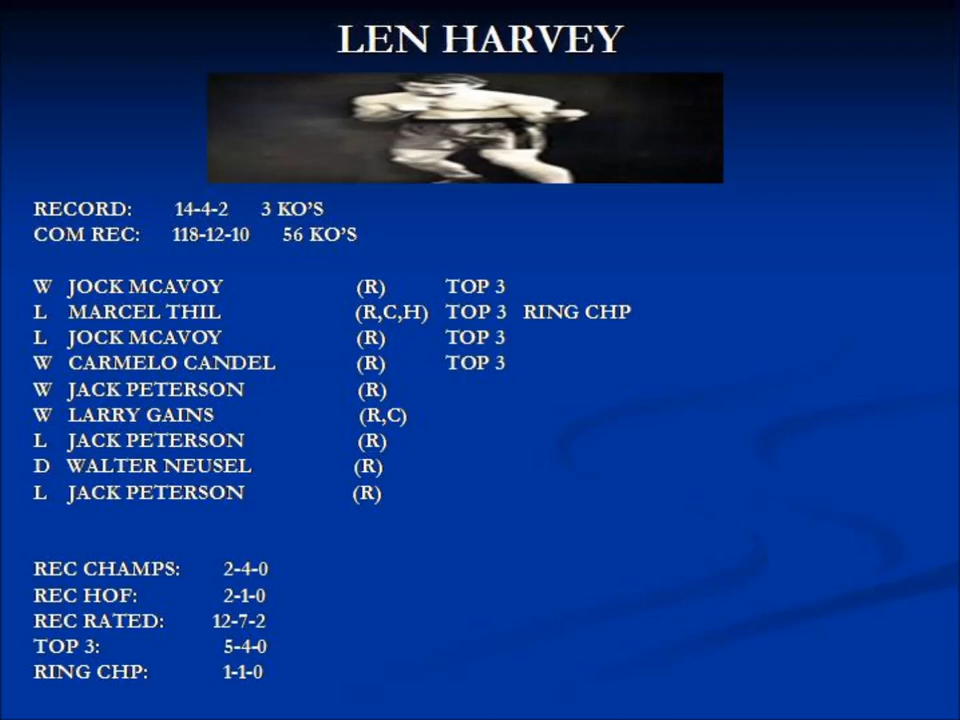 LEN HARVEY
RECORD: 14-4-2 3 KO'S
COM REC: 118-12-10 56 KO'S
W JOCK MCAVOY (R) TOP 3
L MARCEL THIL (R,C,H) TOP 3 RING CHP
L JOCK MCAVOY (R) TOP 3
W CARMELO CANDEL (R) TOP 3
W JACK PETERSON (R)
W LARRY GAINS (R,C)
L JACK PETERSON (R)
D WALTER NEUSEL (R)
L JACK PETERSON (R)
REC CHAMPS: 2-4-0
REC HOF: 2-1-0
REC RATED: 12-7-2
TOP 3: 5-4-0
RING CHP: 1-1-0